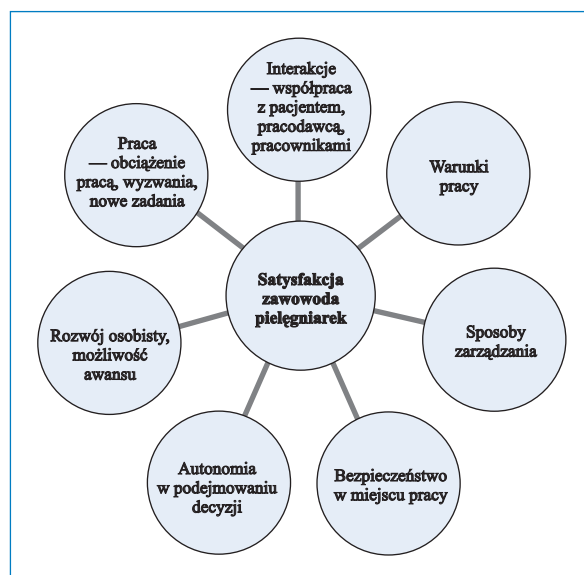 Interakcje
— współpraca
z pacjentem,
pracodawcą,
pracownikami
Praca
— obciążenie
pracą, wyzwania,
nowe zadania
Warunki
pracy
Satysfakcja
zawowoda
pielęgniarek
Rozwój osobisty,
możliwość
awansu
Sposoby
zarządzania
Autonomia
w podejmowaniu
decyzji
Bezpieczeństwo
w miejscu pracy